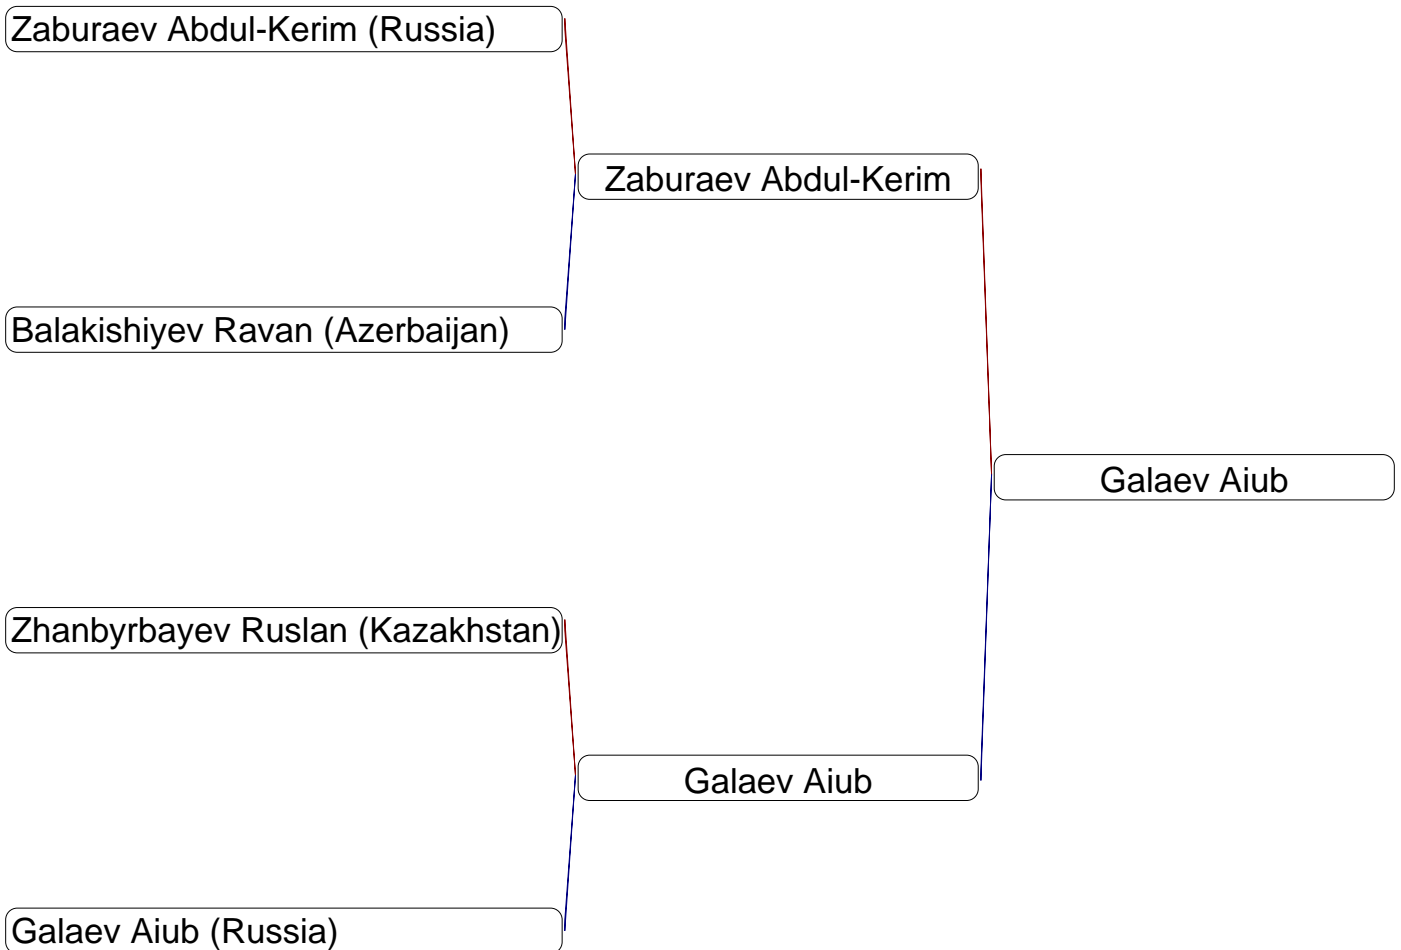 Zaburaev Abdul-Kerim (Russia)
Zaburaev Abdul-Kerim
Balakishiyev Ravan (Azerbaijan)
Galaev Aiub
Zhanbyrbayev Ruslan (Kazakhstan)
Galaev Aiub
Galaev Aiub (Russia)